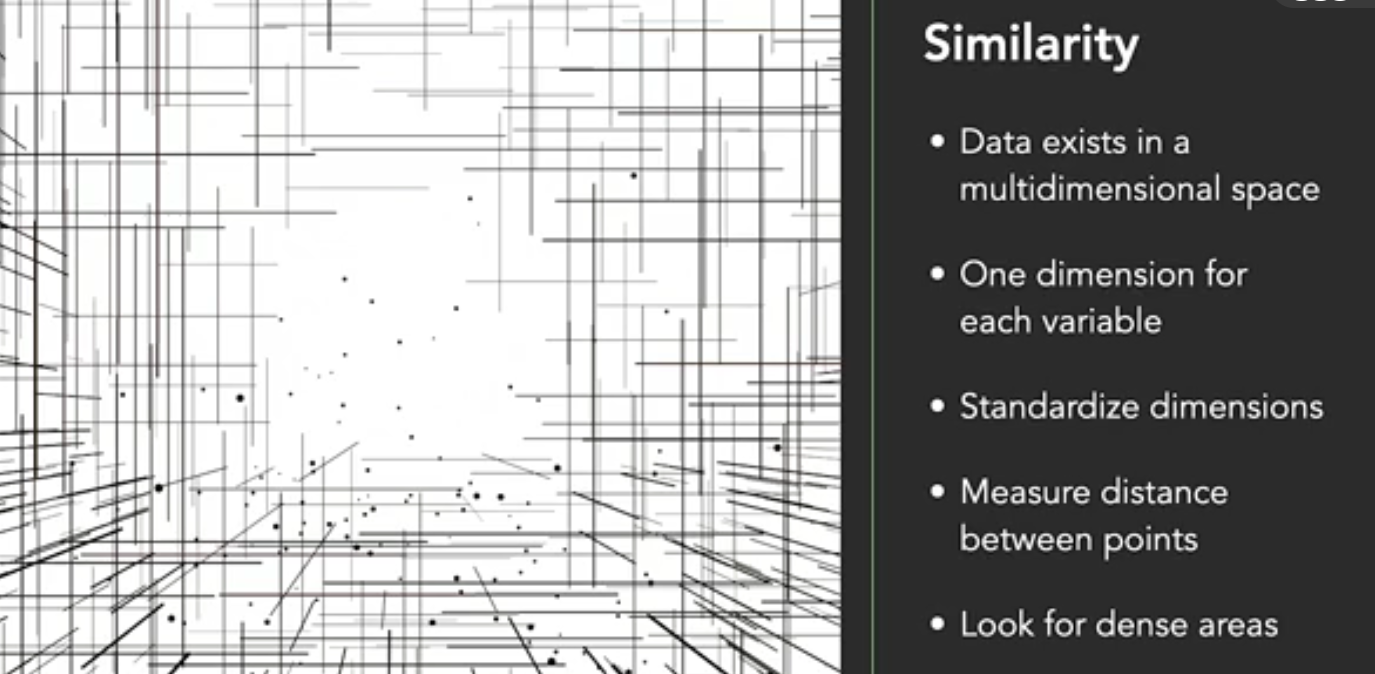 Similarity
• Data exists in a
multidimensional space
• One dimension for
each variable
• Standardize dimensions
• Measure distance
between points
• Look for dense areas